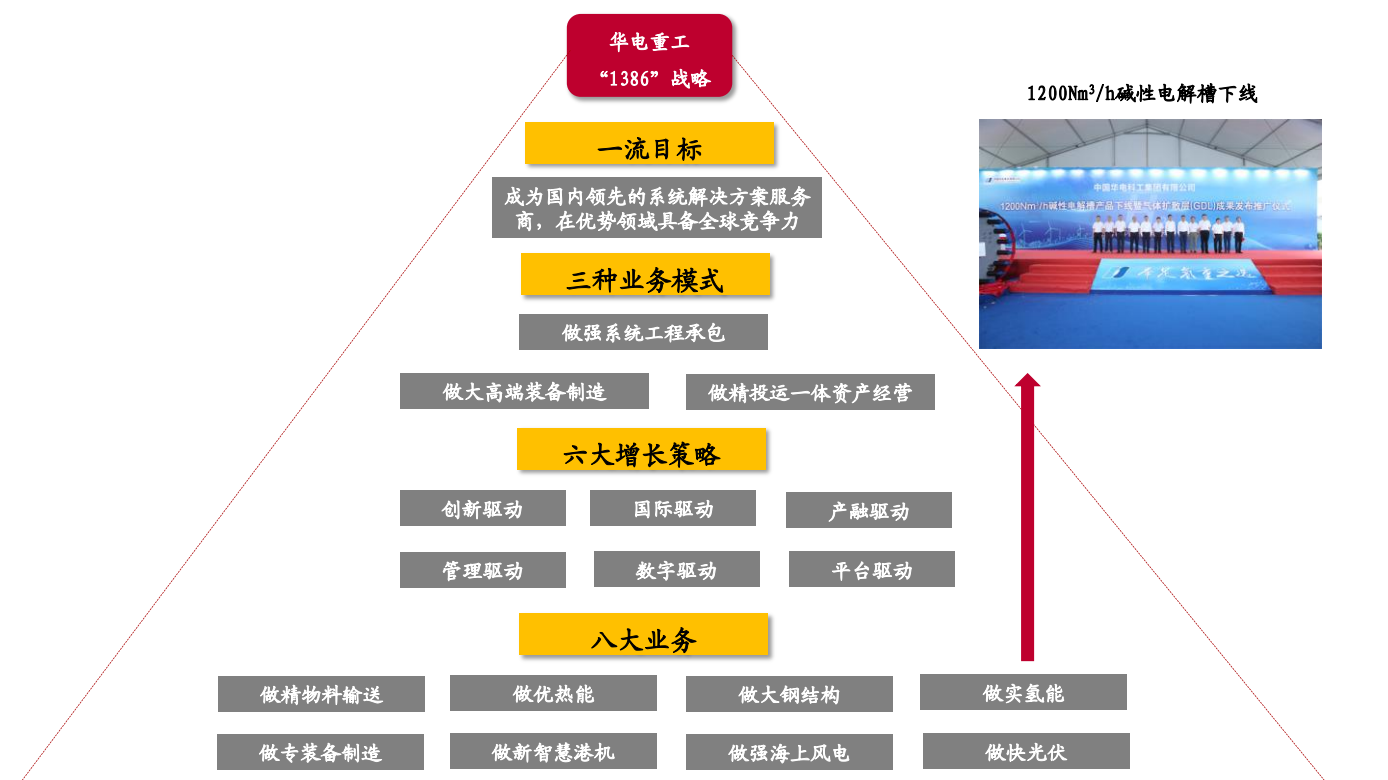 华电重工
“1386”战略
1200Nm³/h碱性电解槽下线
一流目标
成为国内领先的系统解决方案服务
商，在优势领域具备全球竞争力
中国华电科工集团有限公司
1200Nm³/h碱性电解槽产品下线暨气体扩散层(GDL)成果发布推广仪式
三种业务模式
做强系统工程承包
做大高端装备制造
做精投运一体资产经营
六大增长策略
创新驱动
国际驱动
产融驱动
管理驱动
数字驱动
平台驱动
八大业务
做精物料输送
做优热能
做大钢结构
做实氢能
做专装备制造
做新智慧港机
做强海上风电
做快光伏